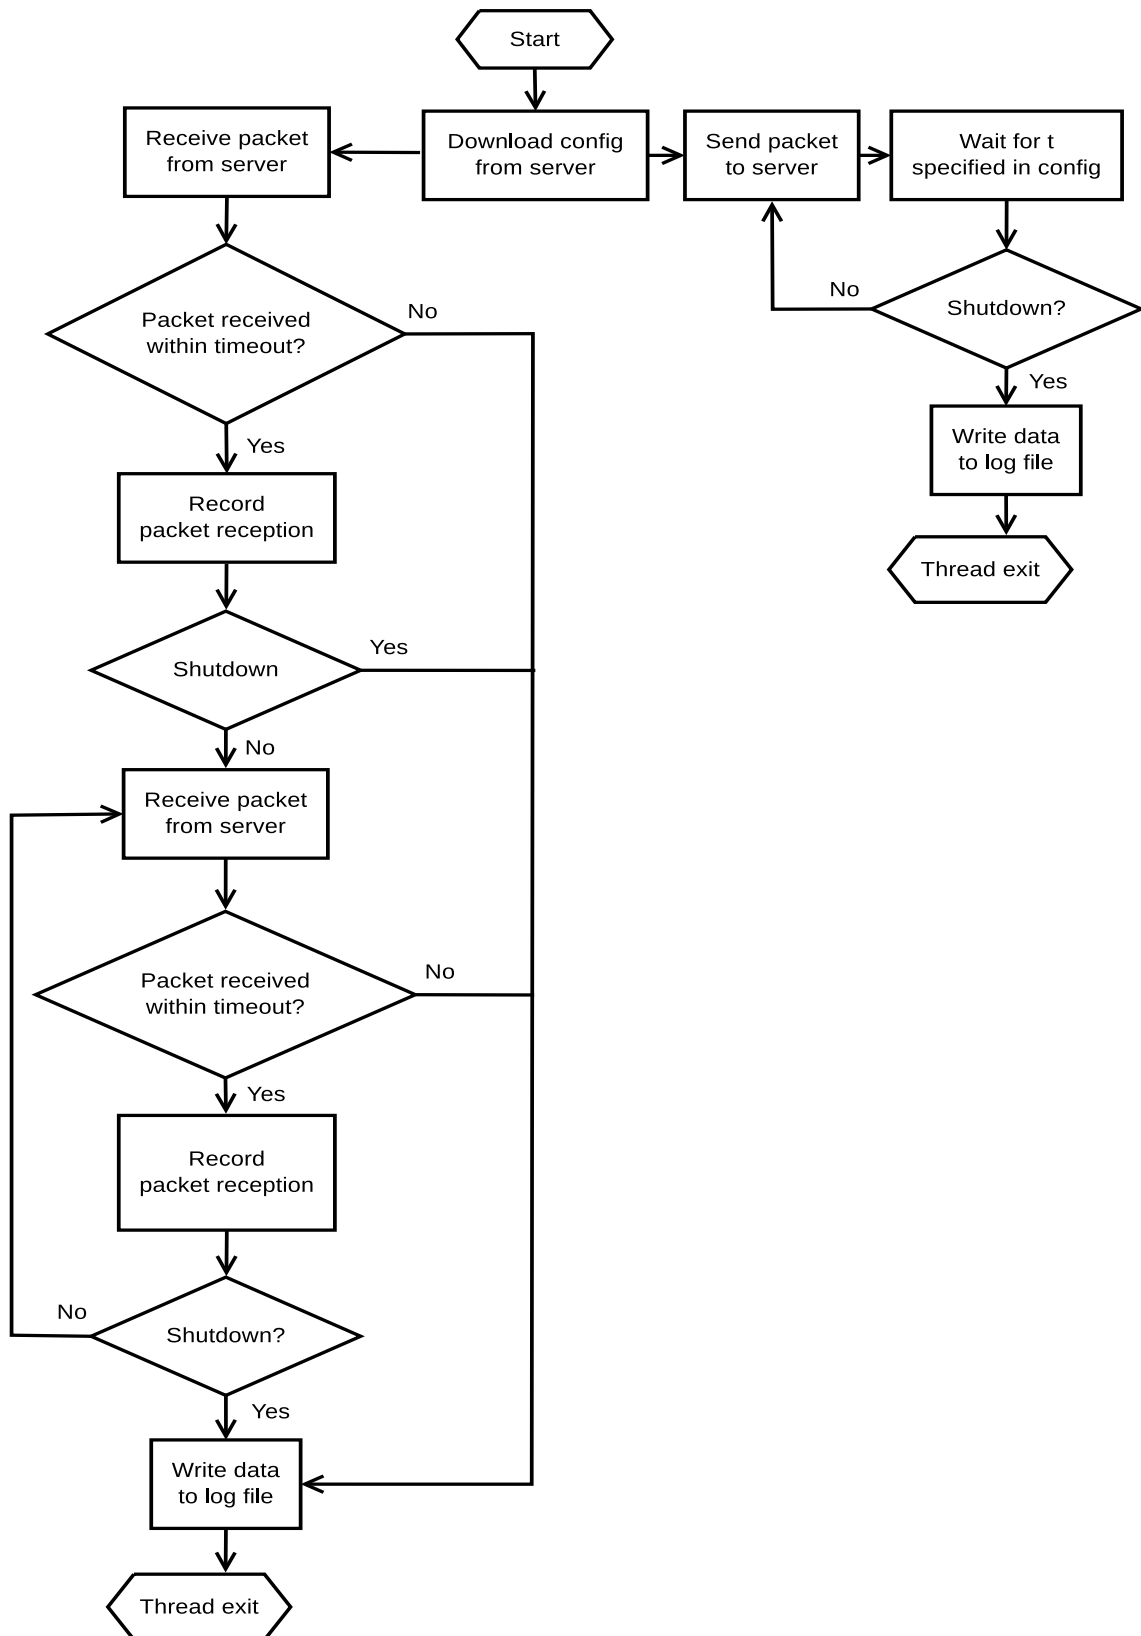 Start
Receive packet
from server
Download config
from server
Send packet
to server
Wait for t
specified in config
Packet received
within timeout?
No
No
Shutdown?
Yes
Yes
Write data
to log file
Record
packet reception
Thread exit
Shutdown
Yes
No
Receive packet
from server
Packet received
within timeout?
No
Yes
Record
packet reception
No
Shutdown?
Yes
Write data
to log file
Thread exit